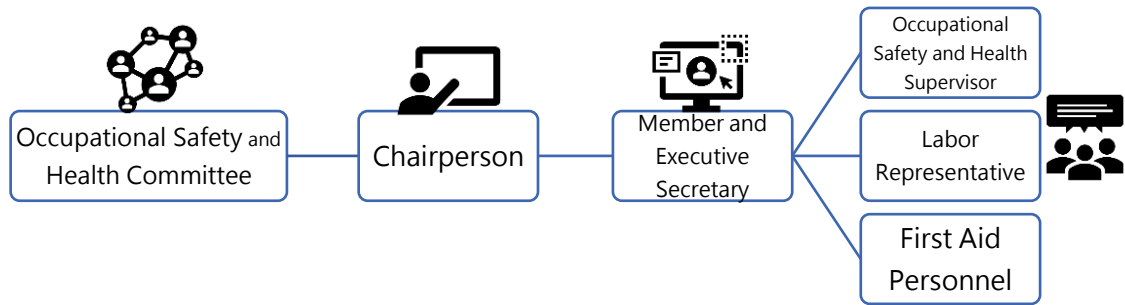 Occupational Safety and
Health Committee
Chairperson
Member and
Executive
Secretary
Occupational
Safety and Health
Supervisor
Labor
Representative
First Aid
Personnel